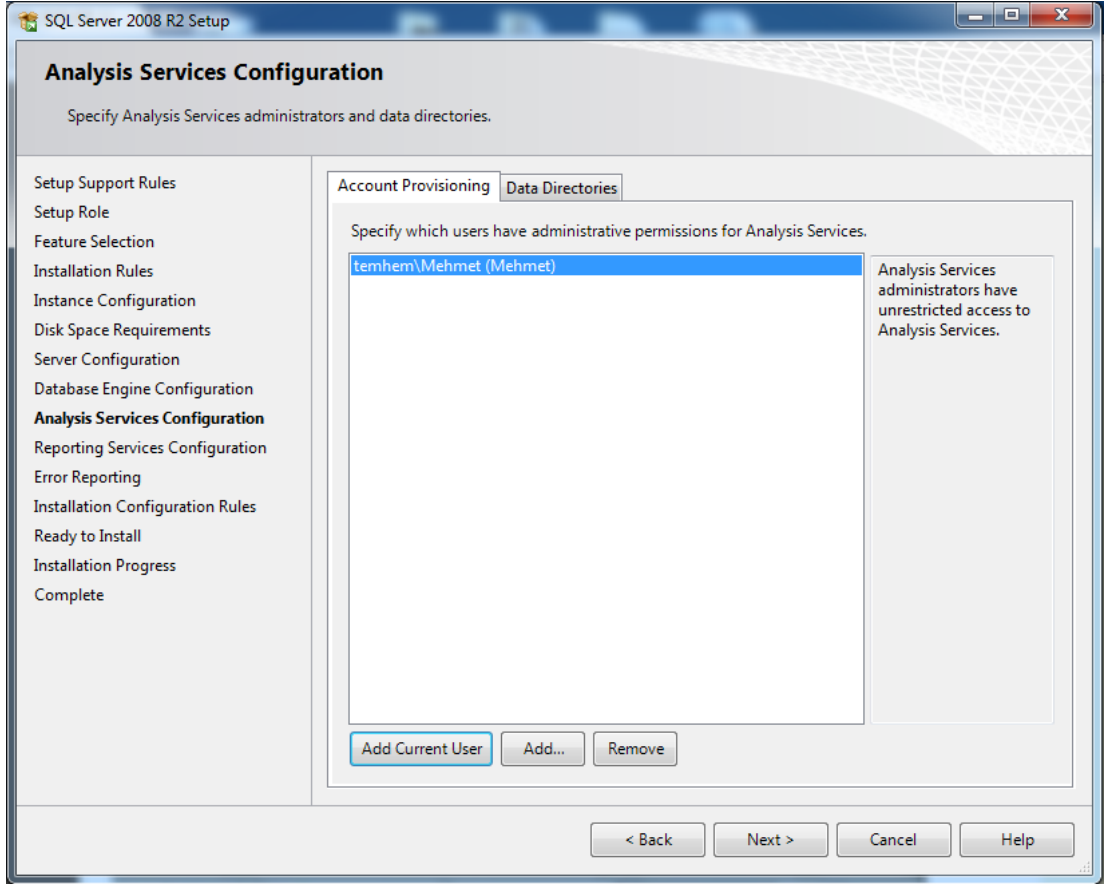 SQL Server 2008 R2 Setup
Analysis Services Configuration
Specify Analysis Services administrators and data directories.
Setup Support Rules
Setup Role
Feature Selection
Installation Rules
Instance Configuration
Disk Space Requirements
Server Configuration
Database Engine Configuration
Analysis Services Configuration
Reporting Services Configuration
Error Reporting
Installation Configuration Rules
Ready to Install
Installation Progress
Complete
Account Provisioning
Data Directories
Specify which users have administrative permissions for Analysis Services.
temhem\Mehmet (Mehmet)
Analysis Services
administrators have
unrestricted access to
Analysis Services.
Add Current User
Add...
Remove
< Back
Next >
Cancel
Help